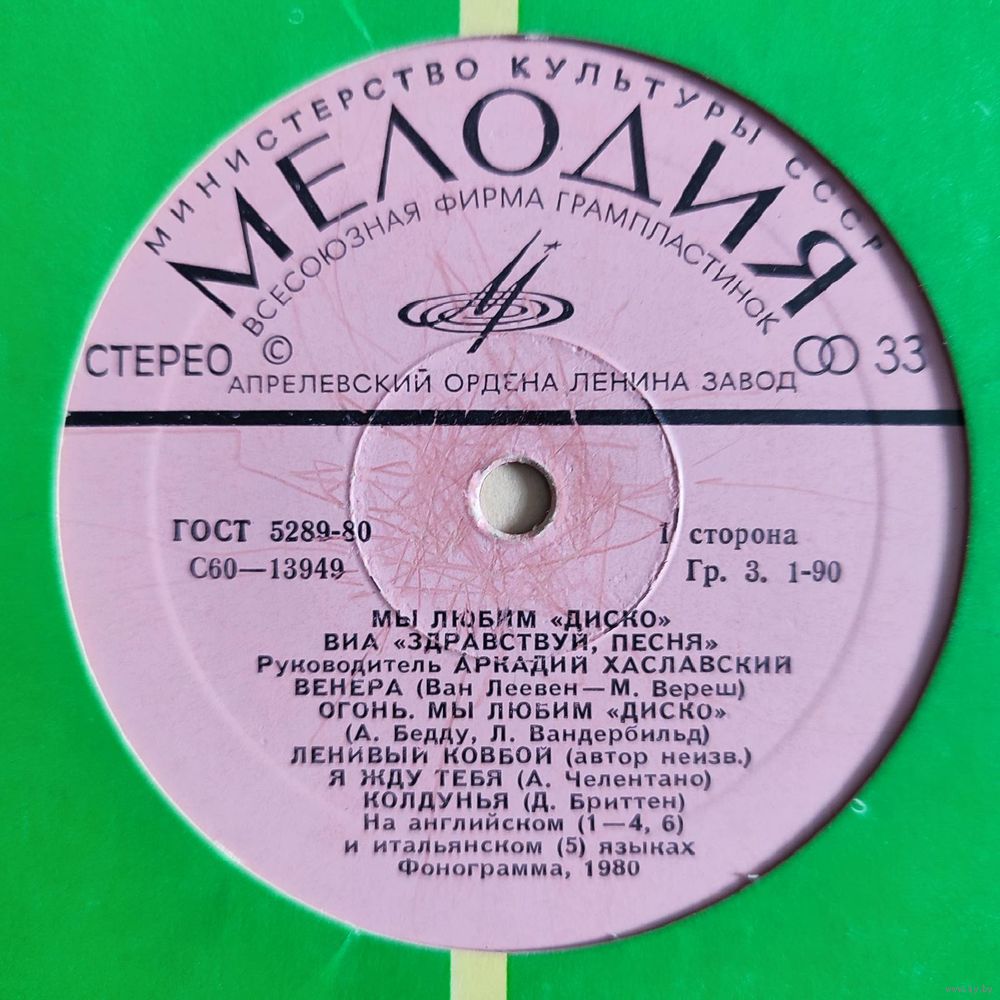 МИНИСТЕРСТВО КУЛЬТУРЫ СССР
МЕЛОДИЯ
ВСЕСОЮЗНАЯ ФИРМА ГРАМПЛАСТИНОК
СТЕРЕО © 33
АПРЕЛЕВСКИЙ ОРДЕНА ЛЕНИНА ЗАВОД
ГОСТ 5289-80 1 сторона
С60—13949 Гр. 3. 1-90
МЫ ЛЮБИМ «ДИСКО»
ВИА «ЗДРАВСТВУЙ, ПЕСНЯ»
Руководитель АРКАДИЙ ХАСЛАВСКИЙ
ВЕНЕРА (Ван Леевен—М. Вереш)
ОГОНЬ. МЫ ЛЮБИМ «ДИСКО»
(А. Бедду, Л. Вандербильд)
ЛЕНИВЫЙ КОВБОЙ (автор неизв.)
Я ЖДУ ТЕБЯ (А. Челентано)
КОЛДУНЬЯ (Д. Бриттен)
На английском (1—4, 6)
и итальянском (5) языках
Фонограмма, 1980
www.ay.by